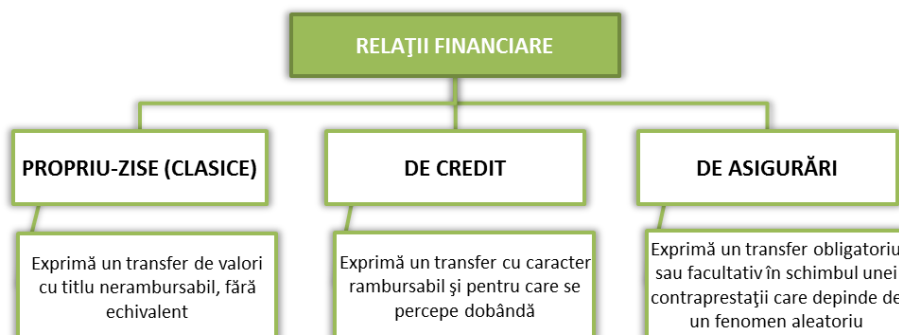 RELAŢII FINANCIARE
PROPRIU-ZISE (CLASICE)
DE CREDIT
DE ASIGURĂRI
Exprimă un transfer de valori
cu titlu nerambursabil, fără
echivalent
Exprimă un transfer cu caracter
rambursabil şi pentru care se
percepe dobândă
Exprimă un transfer obligatoriu
sau facultativ în schimbul unei
contraprestaţii care depinde de
un fenomen aleatoriu